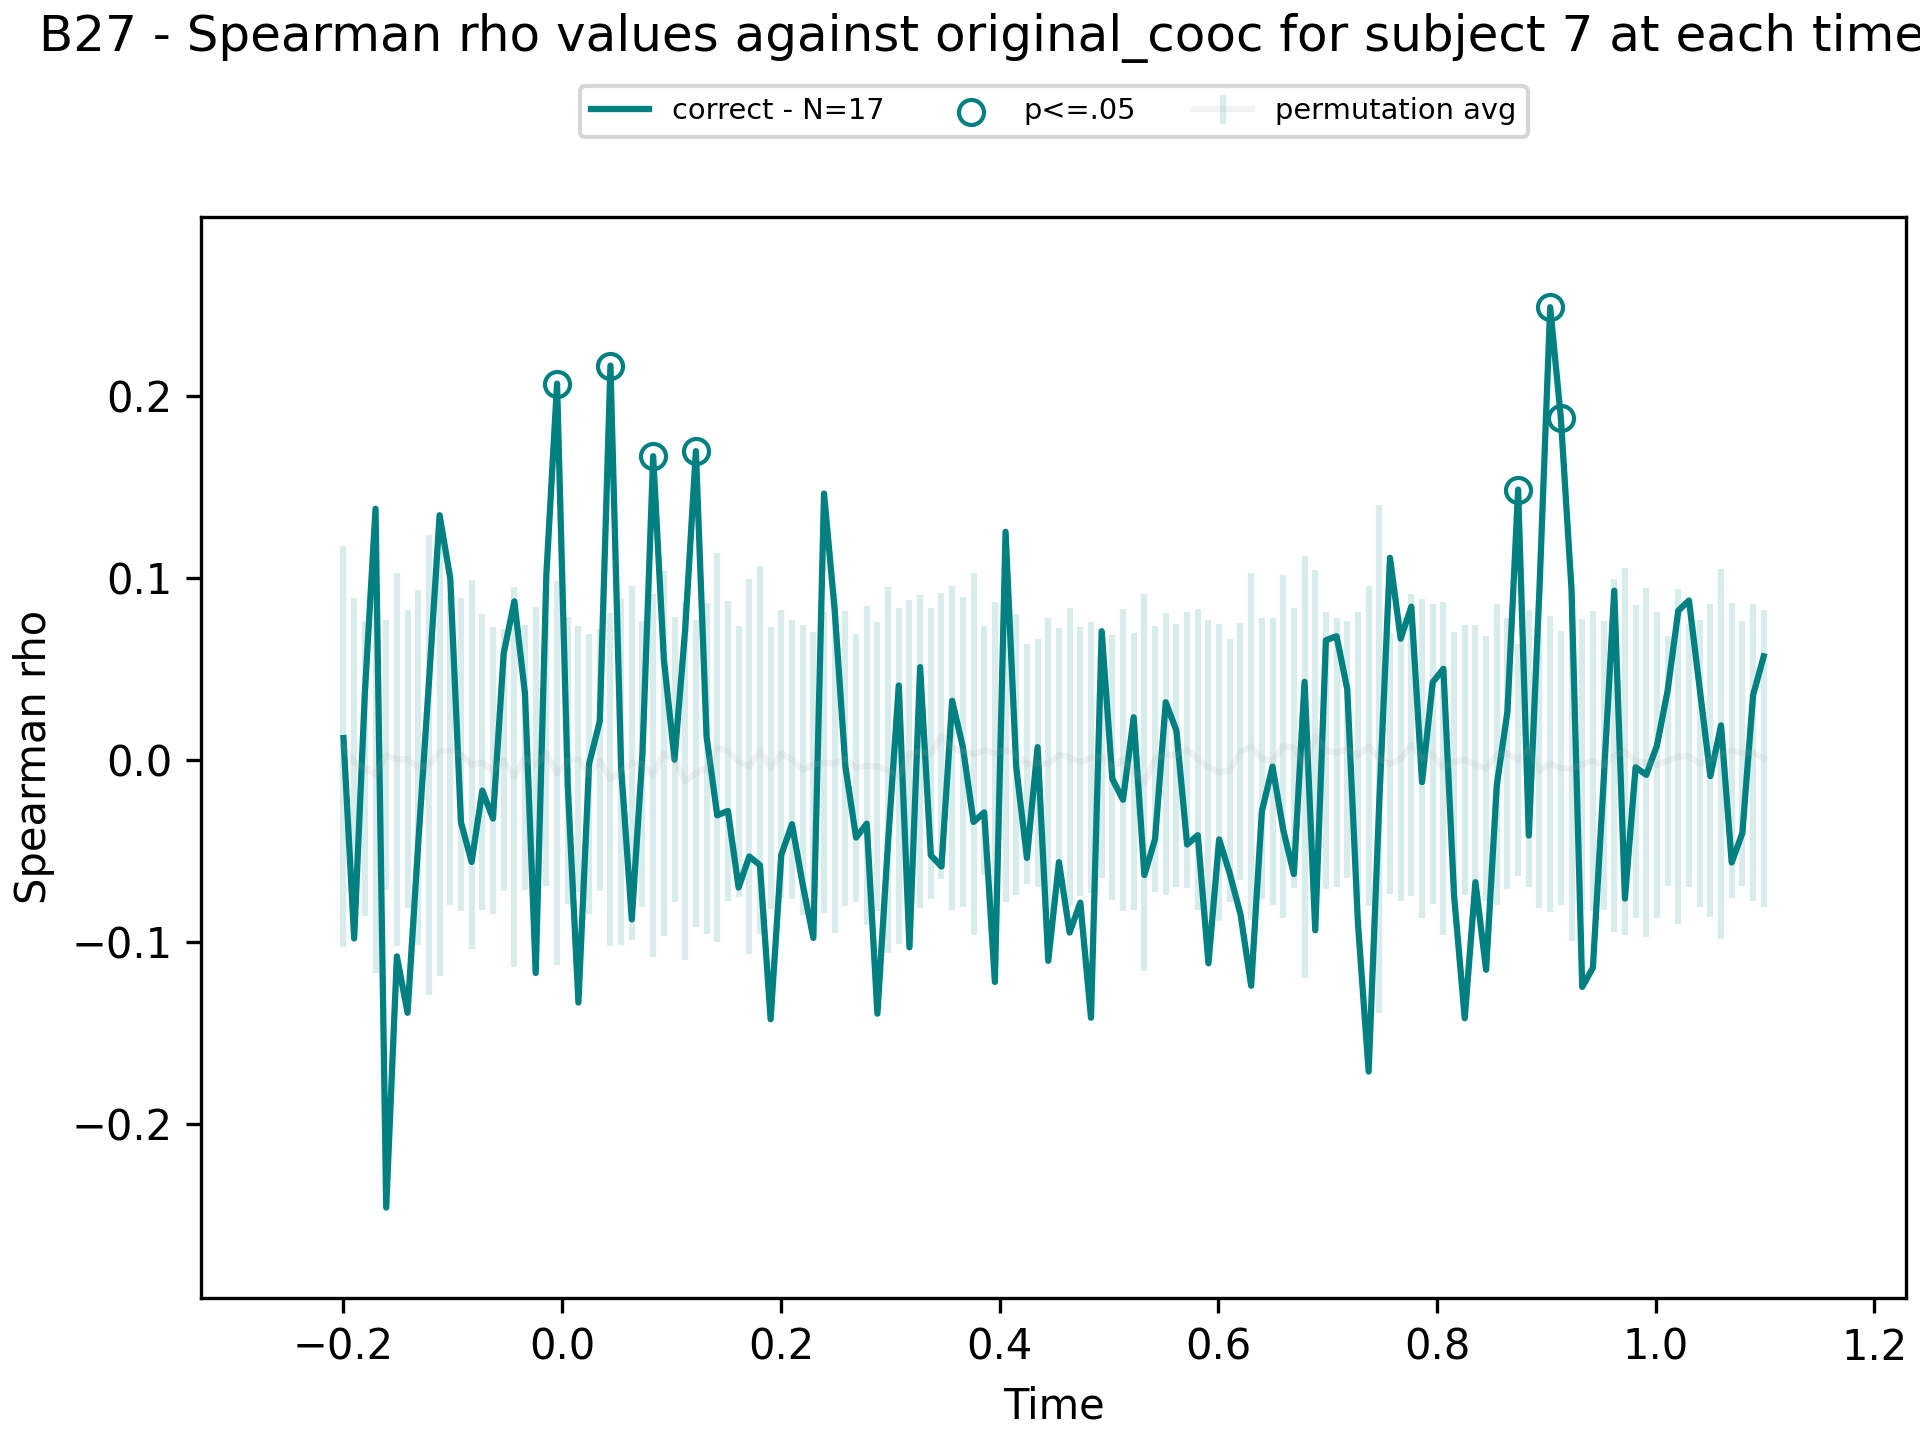 B27 - Spearman rho values against original_cooc for subject 7 at each time
correct - N=17 p<=.05 permutation avg
Spearman rho
0.2
0.1
0.0
−0.1
−0.2
−0.2 0.0 0.2 0.4 0.6 0.8 1.0 1.2
Time